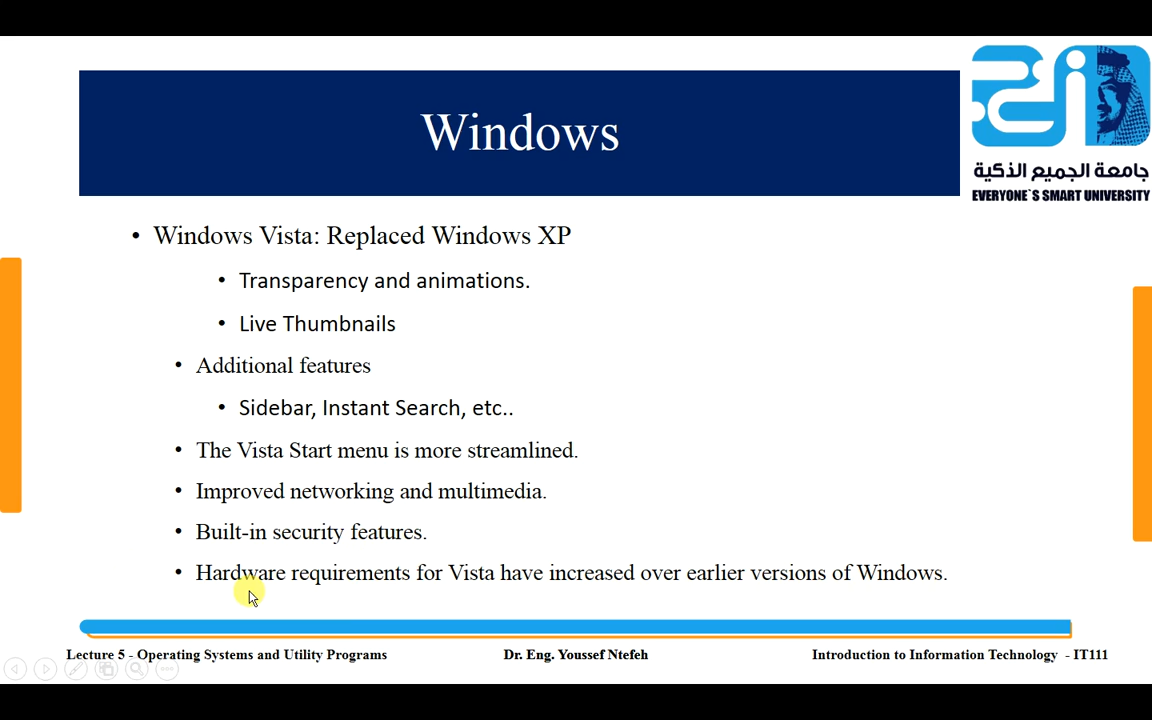 Windows
جامعة الجميع الذكية
EVERYONE`S SMART UNIVERSITY
• Windows Vista: Replaced Windows XP
• Transparency and animations.
• Live Thumbnails
• Additional features
• Sidebar, Instant Search, etc..
• The Vista Start menu is more streamlined.
• Improved networking and multimedia.
• Built-in security features.
• Hardware requirements for Vista have increased over earlier versions of Windows.
Lecture 5 - Operating Systems and Utility Programs
Dr. Eng. Youssef Ntefeh
Introduction to Information Technology - IT111